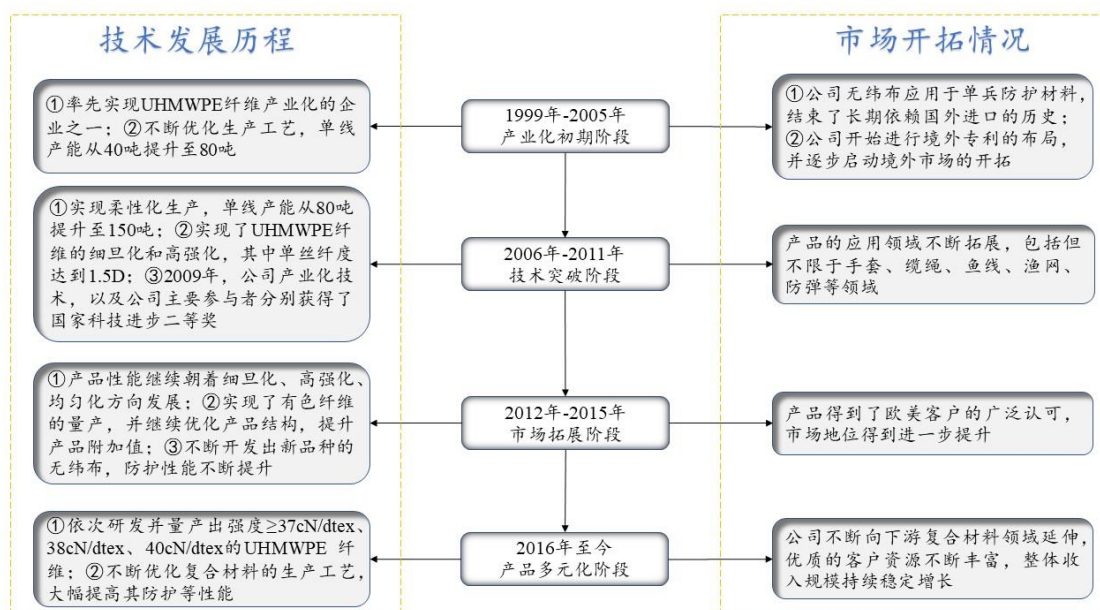 技术发展历程
市场开拓情况
①率先实现UHMWPE纤维产业化的企
业之一；②不断优化生产工艺，单线
产能从40吨提升至80吨
1999年-2005年
产业化初期阶段
①公司无纬布应用于单兵防护材料，
结束了长期依赖国外进口的历史；
②公司开始进行境外专利的布局，
并逐步启动境外市场的开拓
①实现柔性化生产，单线产能从80吨
提升至150吨；②实现了UHMWPE纤
维的细旦化和高强化，其中单丝纤度
达到1.5D；③2009年，公司产业化技
术，以及公司主要参与者分别获得了
国家科技进步二等奖
2006年-2011年
技术突破阶段
产品的应用领域不断拓展，包括但
不限于手套、缆绳、鱼线、渔网、
防弹等领域
①产品性能继续朝着细旦化、高强化、
均匀化方向发展；②实现了有色纤维
的量产，并继续优化产品结构，提升
产品附加值；③不断开发出新品种的
无纬布，防护性能不断提升
2012年-2015年
市场拓展阶段
产品得到了欧美客户的广泛认可，
市场地位得到进一步提升
①依次研发并量产出强度≥37cN/dtex、
38cN/dtex、40cN/dtex的UHMWPE 纤
维；②不断优化复合材料的生产工艺，
大幅提高其防护等性能
2016年至今
产品多元化阶段
公司不断向下游复合材料领域延伸，
优质的客户资源不断丰富，整体收
入规模持续稳定增长